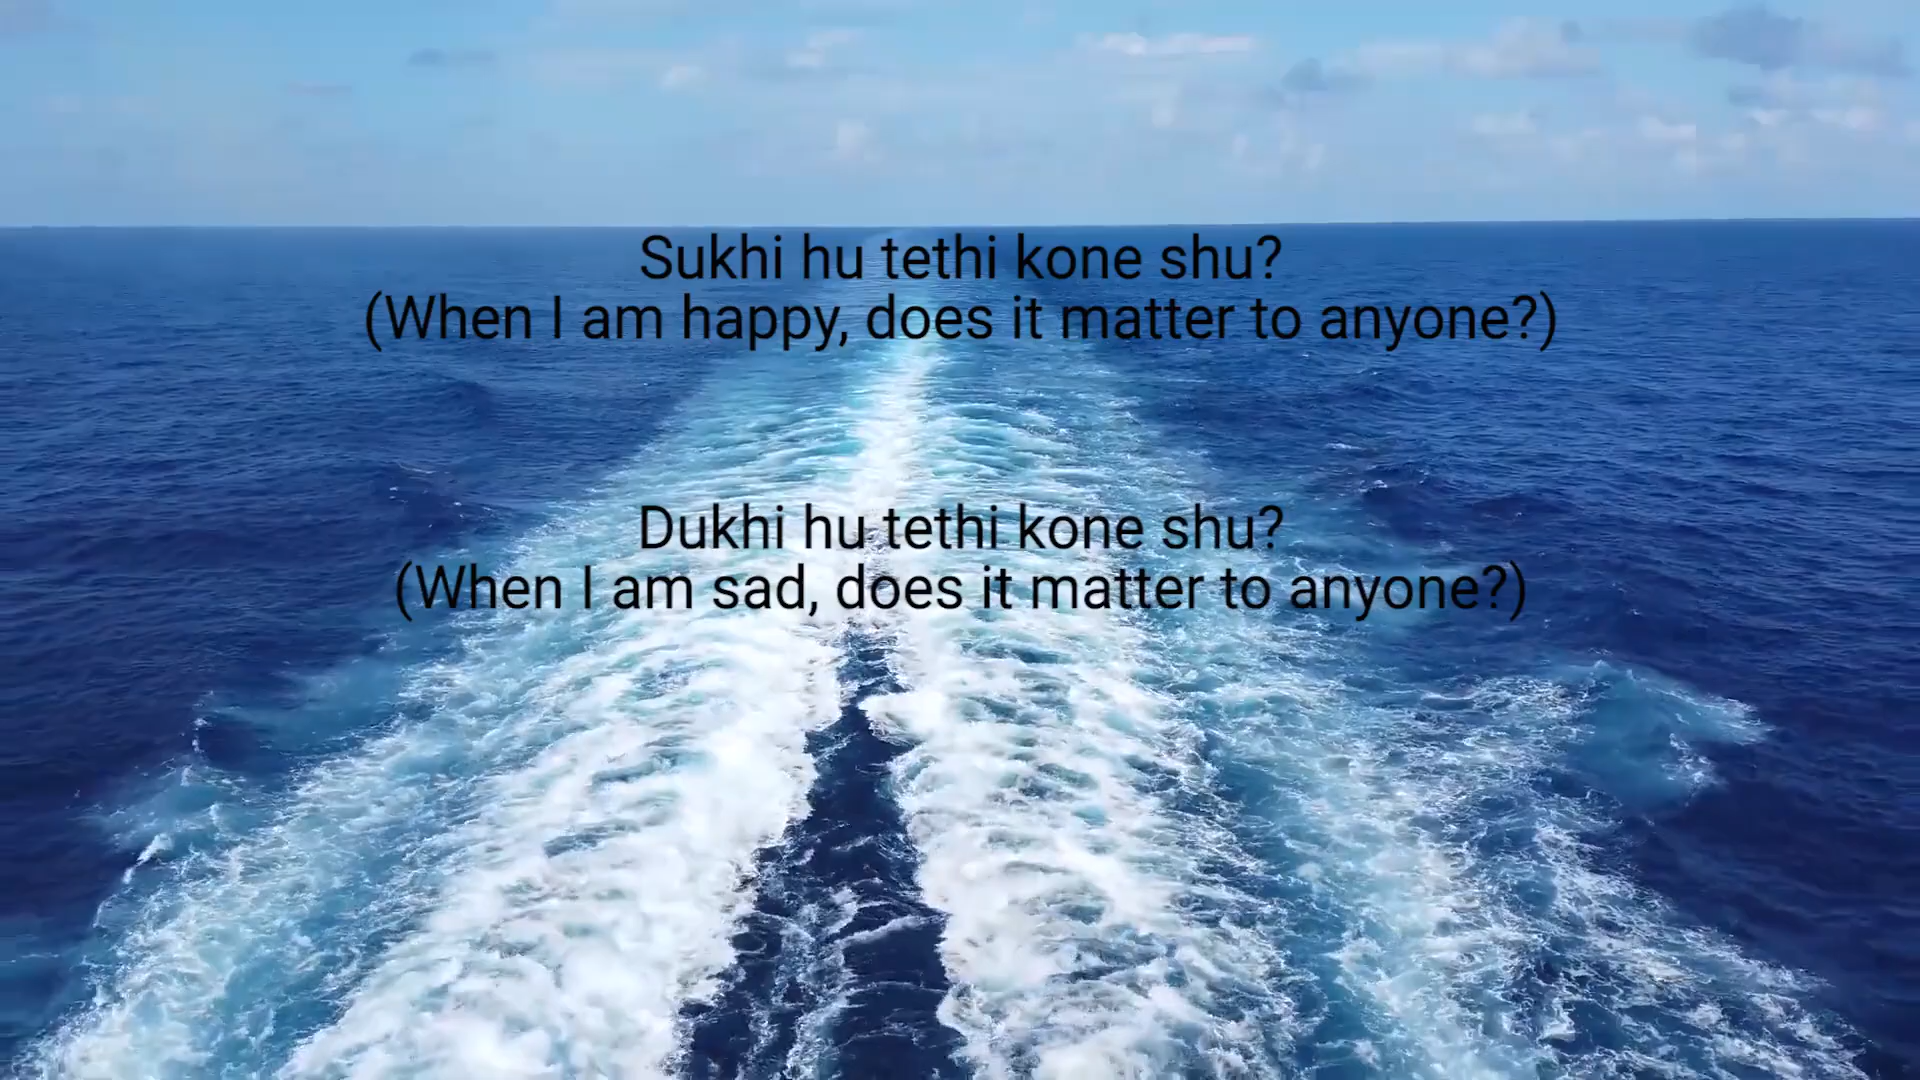 Sukhi hu tethi kone shu?
(When I am happy, does it matter to anyone?)
Dukhi hu tethi kone shu?
(When I am sad, does it matter to anyone?)